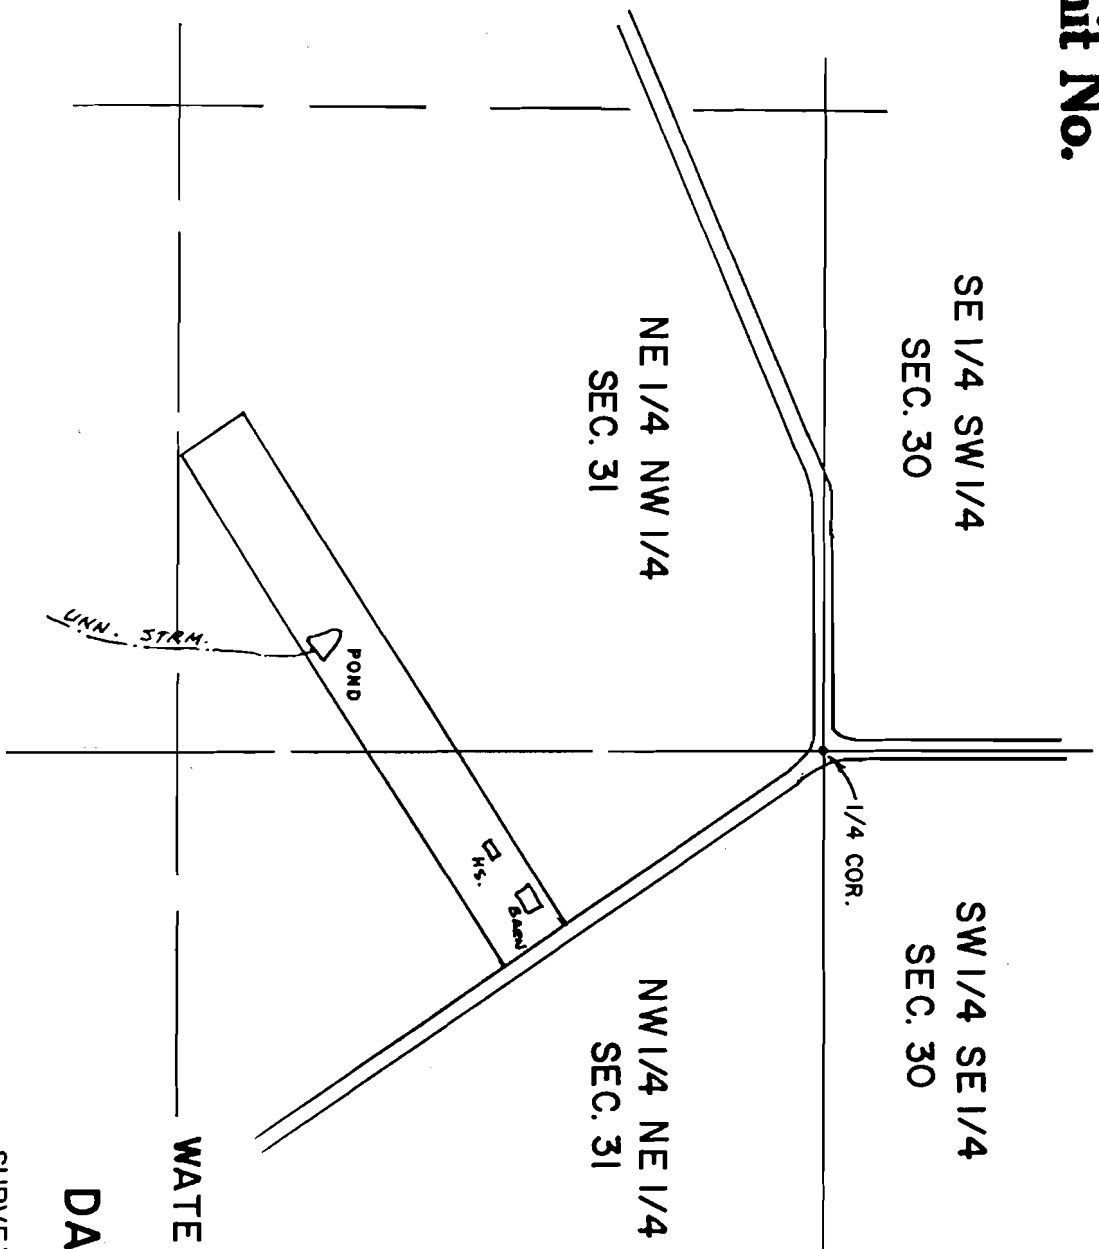 mit No.
SE 1/4 SW 1/4
SEC. 30
SW 1/4 SE 1/4
SEC. 30
1/4 COR.
NE 1/4 NW 1/4
SEC. 31
NW 1/4 NE 1/4
SEC. 31
BARN
HS.
POND
UNN. STRM.
WATE
DA
SURVE